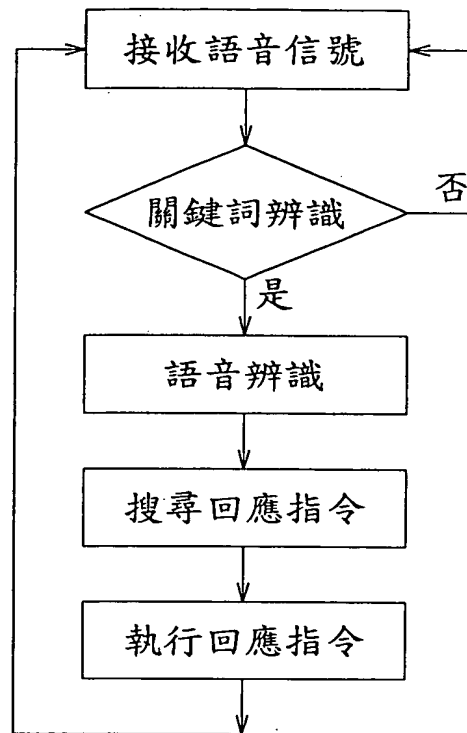 接收語音信號
關鍵詞辨識
否
是
語音辨識
搜尋回應指令
執行回應指令